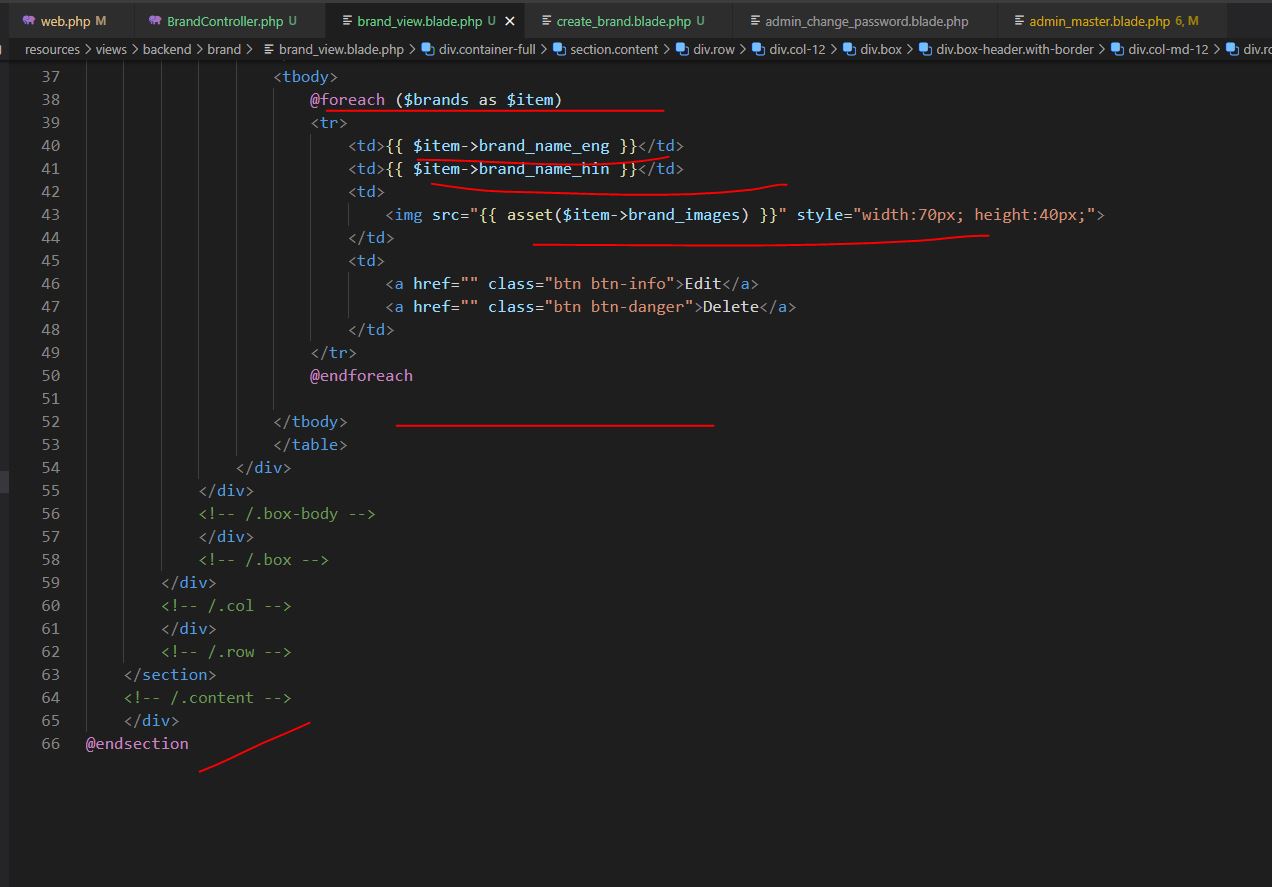 web.php M BrandController.php U brand_view.blade.php U create_brand.blade.php U admin_change_password.blade.php admin_master.blade.php 6, M
resources > views > backend > brand > brand_view.blade.php > div.container-full > section.content > div.row > div.col-12 > div.box > div.box-header.with-border > div.col-md-12 > div.ro
37 <tbody>
38 @foreach ($brands as $item)
39 <tr>
40 <td>{{ $item->brand_name_eng }}</td>
41 <td>{{ $item->brand_name_hin }}</td>
42 <td>
43 <img src="{{ asset($item->brand_images) }}" style="width:70px; height:40px;">
44 </td>
45 <td>
46 <a href="" class="btn btn-info">Edit</a>
47 <a href="" class="btn btn-danger">Delete</a>
48 </td>
49 </tr>
50 @endforeach
51
52 </tbody>
53 </table>
54 </div>
55 </div>
56 <!-- /.box-body -->
57 </div>
58 <!-- /.box -->
59 </div>
60 <!-- /.col -->
61 </div>
62 <!-- /.row -->
63 </section>
64 <!-- /.content -->
65 </div>
66 @endsection